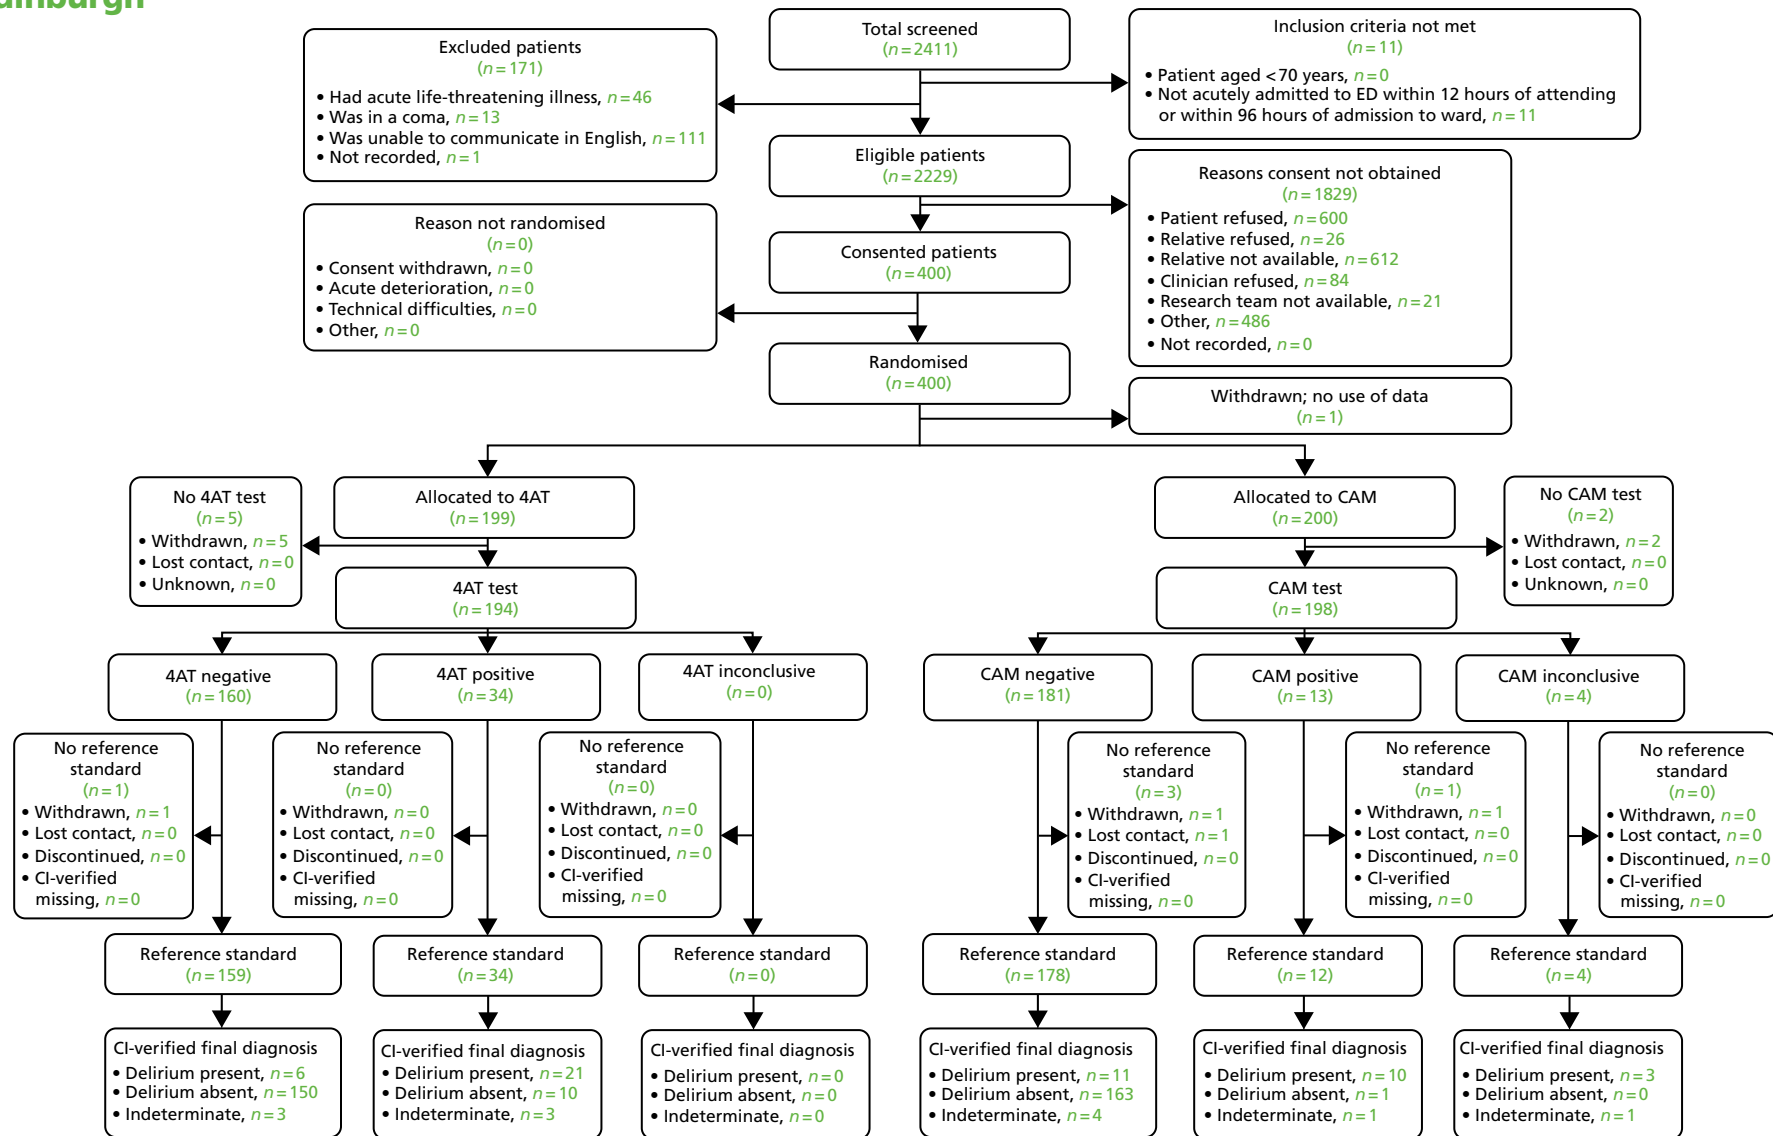 Total screened
(n=2411)
Inclusion criteria not met
(n=11)
• Patient aged <70 years, n=0
• Not acutely admitted to ED within 12 hours of attending
or within 96 hours of admission to ward, n=11
Excluded patients
(n=171)
• Had acute life-threatening illness, n=46
• Was in a coma, n=13
• Was unable to communicate in English, n=111
• Not recorded, n=1
Eligible patients
(n=2229)
Reasons consent not obtained
(n=1829)
• Patient refused, n=600
• Relative refused, n=26
• Relative not available, n=612
• Clinician refused, n=84
• Research team not available, n=21
• Other, n=486
• Not recorded, n=0
Consented patients
(n=400)
Reason not randomised
(n=0)
• Consent withdrawn, n=0
• Acute deterioration, n=0
• Technical difficulties, n=0
• Other, n=0
Randomised
(n=400)
Withdrawn; no use of data
(n=1)
No 4AT test
(n=5)
• Withdrawn, n=5
• Lost contact, n=0
• Unknown, n=0
Allocated to 4AT
(n=199)
Allocated to CAM
(n=200)
No CAM test
(n=2)
• Withdrawn, n=2
• Lost contact, n=0
• Unknown, n=0
4AT test
(n=194)
CAM test
(n=198)
4AT negative
(n=160)
4AT positive
(n=34)
4AT inconclusive
(n=0)
CAM negative
(n=181)
CAM positive
(n=13)
CAM inconclusive
(n=4)
No reference
standard
(n=1)
• Withdrawn, n=1
• Lost contact, n=0
• Discontinued, n=0
• CI-verified
missing, n=0
No reference
standard
(n=0)
• Withdrawn, n=0
• Lost contact, n=0
• Discontinued, n=0
• CI-verified
missing, n=0
No reference
standard
(n=0)
• Withdrawn, n=0
• Lost contact, n=0
• Discontinued, n=0
• CI-verified
missing, n=0
No reference
standard
(n=3)
• Withdrawn, n=1
• Lost contact, n=1
• Discontinued, n=0
• CI-verified
missing, n=0
No reference
standard
(n=1)
• Withdrawn, n=1
• Lost contact, n=0
• Discontinued, n=0
• CI-verified
missing, n=0
No reference
standard
(n=0)
• Withdrawn, n=0
• Lost contact, n=0
• Discontinued, n=0
• CI-verified
missing, n=0
Reference standard
(n=159)
Reference standard
(n=34)
Reference standard
(n=0)
Reference standard
(n=178)
Reference standard
(n=12)
Reference standard
(n=4)
CI-verified final diagnosis
• Delirium present, n=6
• Delirium absent, n=150
• Indeterminate, n=3
CI-verified final diagnosis
• Delirium present, n=21
• Delirium absent, n=10
• Indeterminate, n=3
CI-verified final diagnosis
• Delirium present, n=0
• Delirium absent, n=0
• Indeterminate, n=0
CI-verified final diagnosis
• Delirium present, n=11
• Delirium absent, n=163
• Indeterminate, n=4
CI-verified final diagnosis
• Delirium present, n=10
• Delirium absent, n=1
• Indeterminate, n=1
CI-verified final diagnosis
• Delirium present, n=3
• Delirium absent, n=0
• Indeterminate, n=1